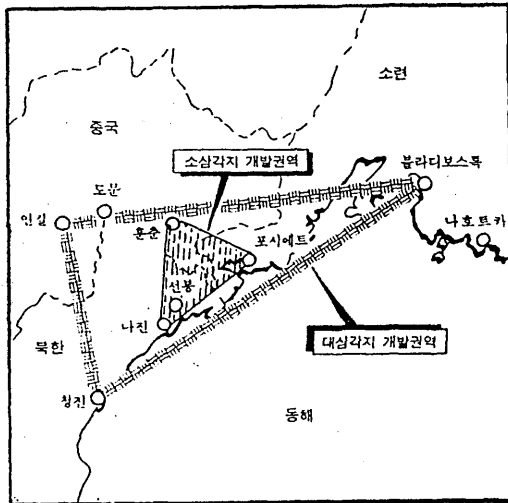 소련
중국
소삼각지 개발권역
블라디보스톡
도문
연길
훈춘
포시에트
나호트카
선봉
나진
북한
대삼각지 개발권역
청진
동해